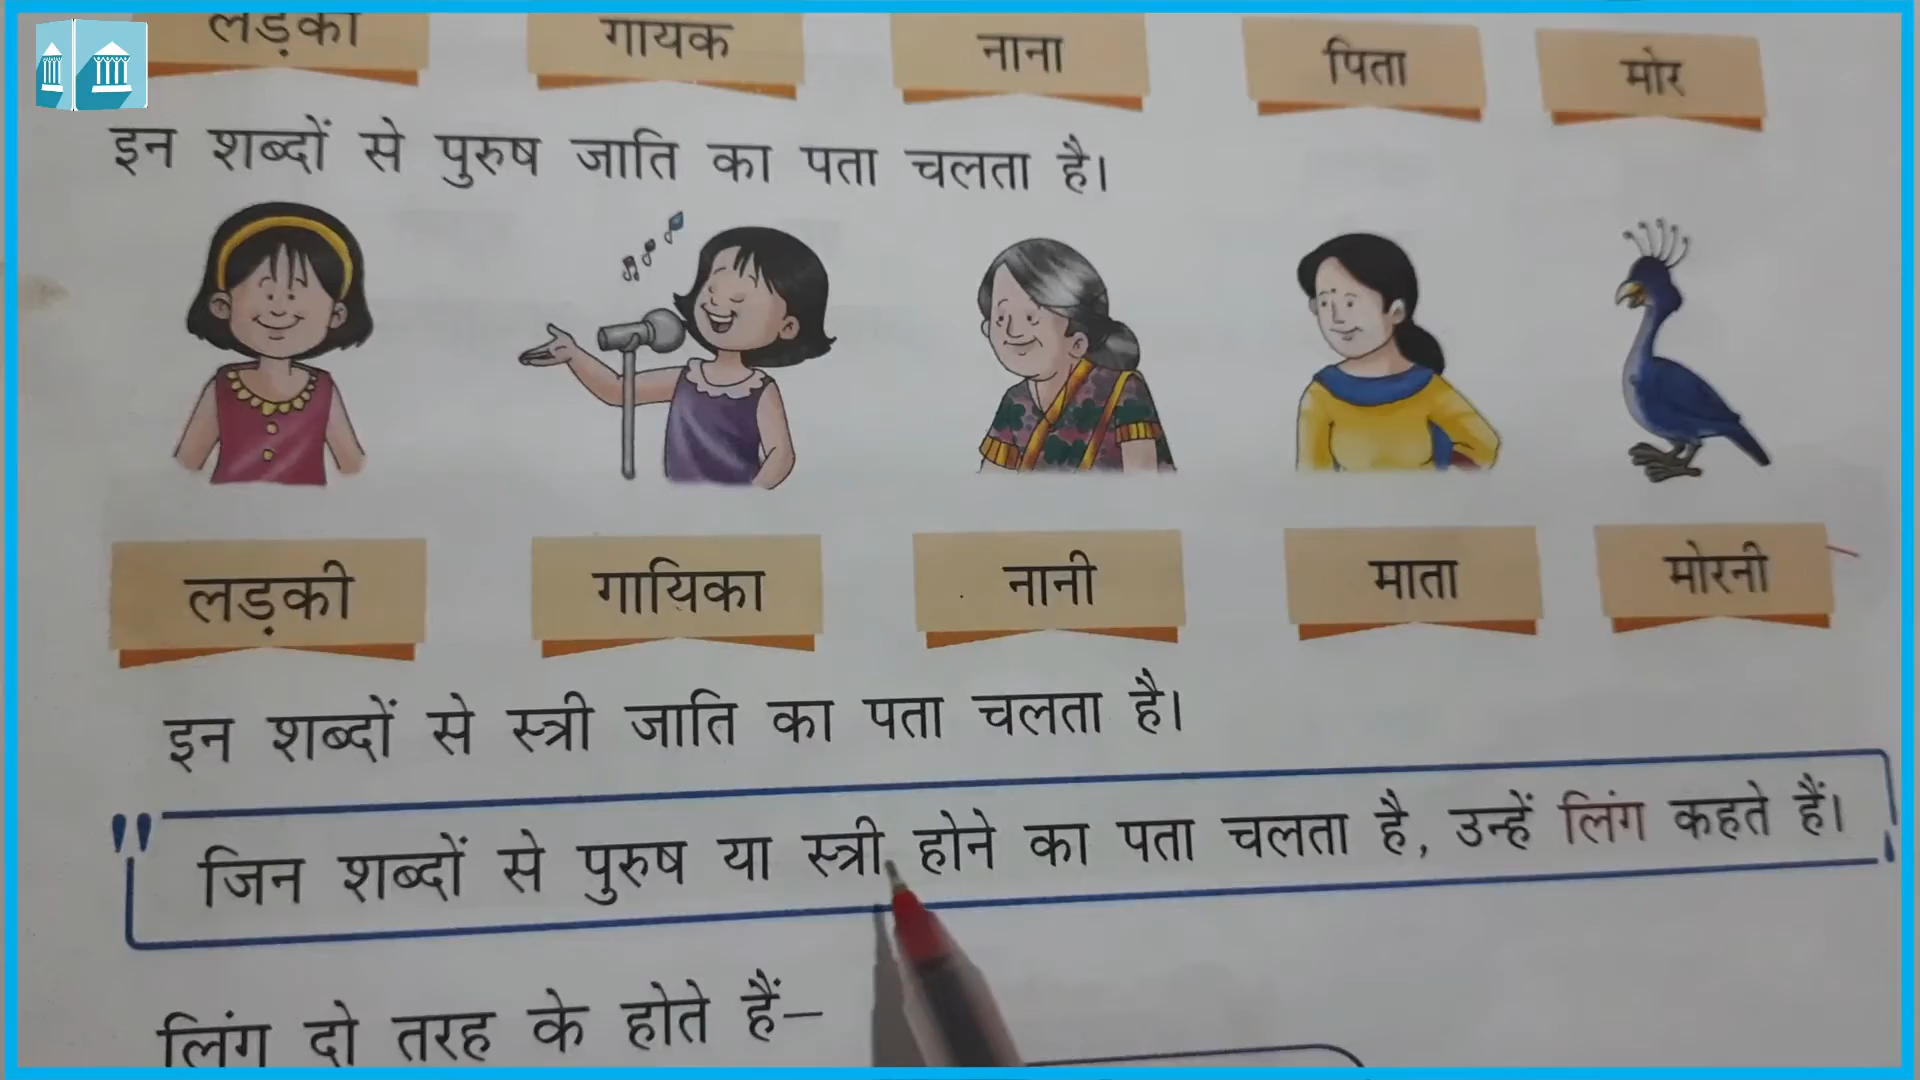 लड़का गायक नाना पिता मोर
इन शब्दों से पुरुष जाति का पता चलता है।
लड़की गायिका नानी माता मोरनी
इन शब्दों से स्त्री जाति का पता चलता है।
"जिन शब्दों से पुरुष या स्त्री होने का पता चलता है, उन्हें लिंग कहते हैं।
लिंग दो तरह के होते हैं–